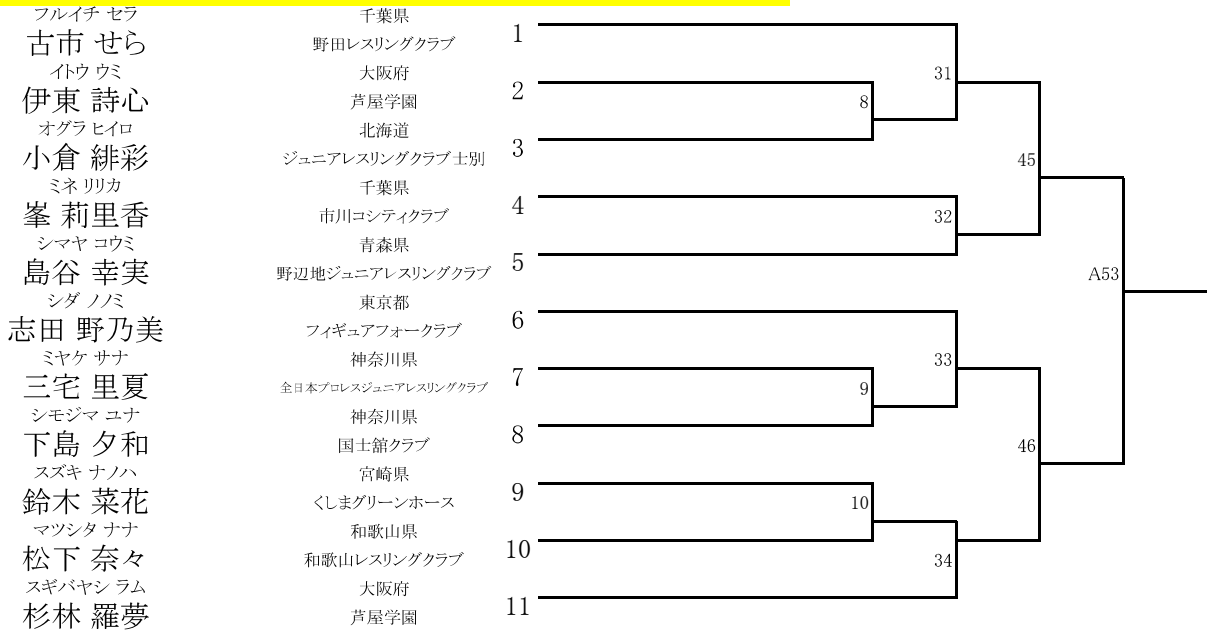 フルイチ セラ 千葉県
古市 せら 野田レスリングクラブ 1
イトウ ウミ 大阪府 31
伊東 詩心 芦屋学園 2 8
オグラ ヒイロ 北海道
小倉 緋彩 ジュニアレスリングクラブ士別 3 45
ミネ リリカ 千葉県
峯 莉里香 市川コシティクラブ 4 32
シマヤ コウミ 青森県
島谷 幸実 野辺地ジュニアレスリングクラブ 5 A53
シダ ノノミ 東京都
志田 野乃美 フィギュアフォークラブ 6
ミヤケ サナ 神奈川県 33
三宅 里夏 全日本プロレスジュニアレスリングクラブ 7 9
シモジマ ユナ 神奈川県
下島 夕和 国士舘クラブ 8 46
スズキ ナノハ 宮崎県
鈴木 菜花 くしまグリーンホース 9 10
マツシタ ナナ 和歌山県
松下 奈々 和歌山レスリングクラブ 10 34
スギバヤシ ラム 大阪府
杉林 羅夢 芦屋学園 11